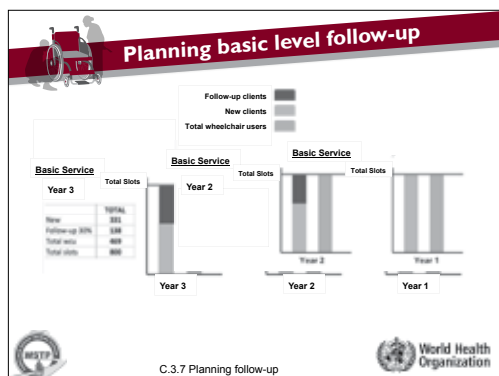 Planning basic level follow-up
Follow-up clients
New clients
Total wheelchair users
Basic Service
Year 3
Total Slots
Basic Service
Year 2
Total Slots
Basic Service
Total Slots
TOTAL
New 331
Follow-up 30% 138
Total wcu 469
Total slots 800
Year 2
Year 1
Year 3
Year 2
Year 1
MSTP
C.3.7 Planning follow-up
World Health
Organization